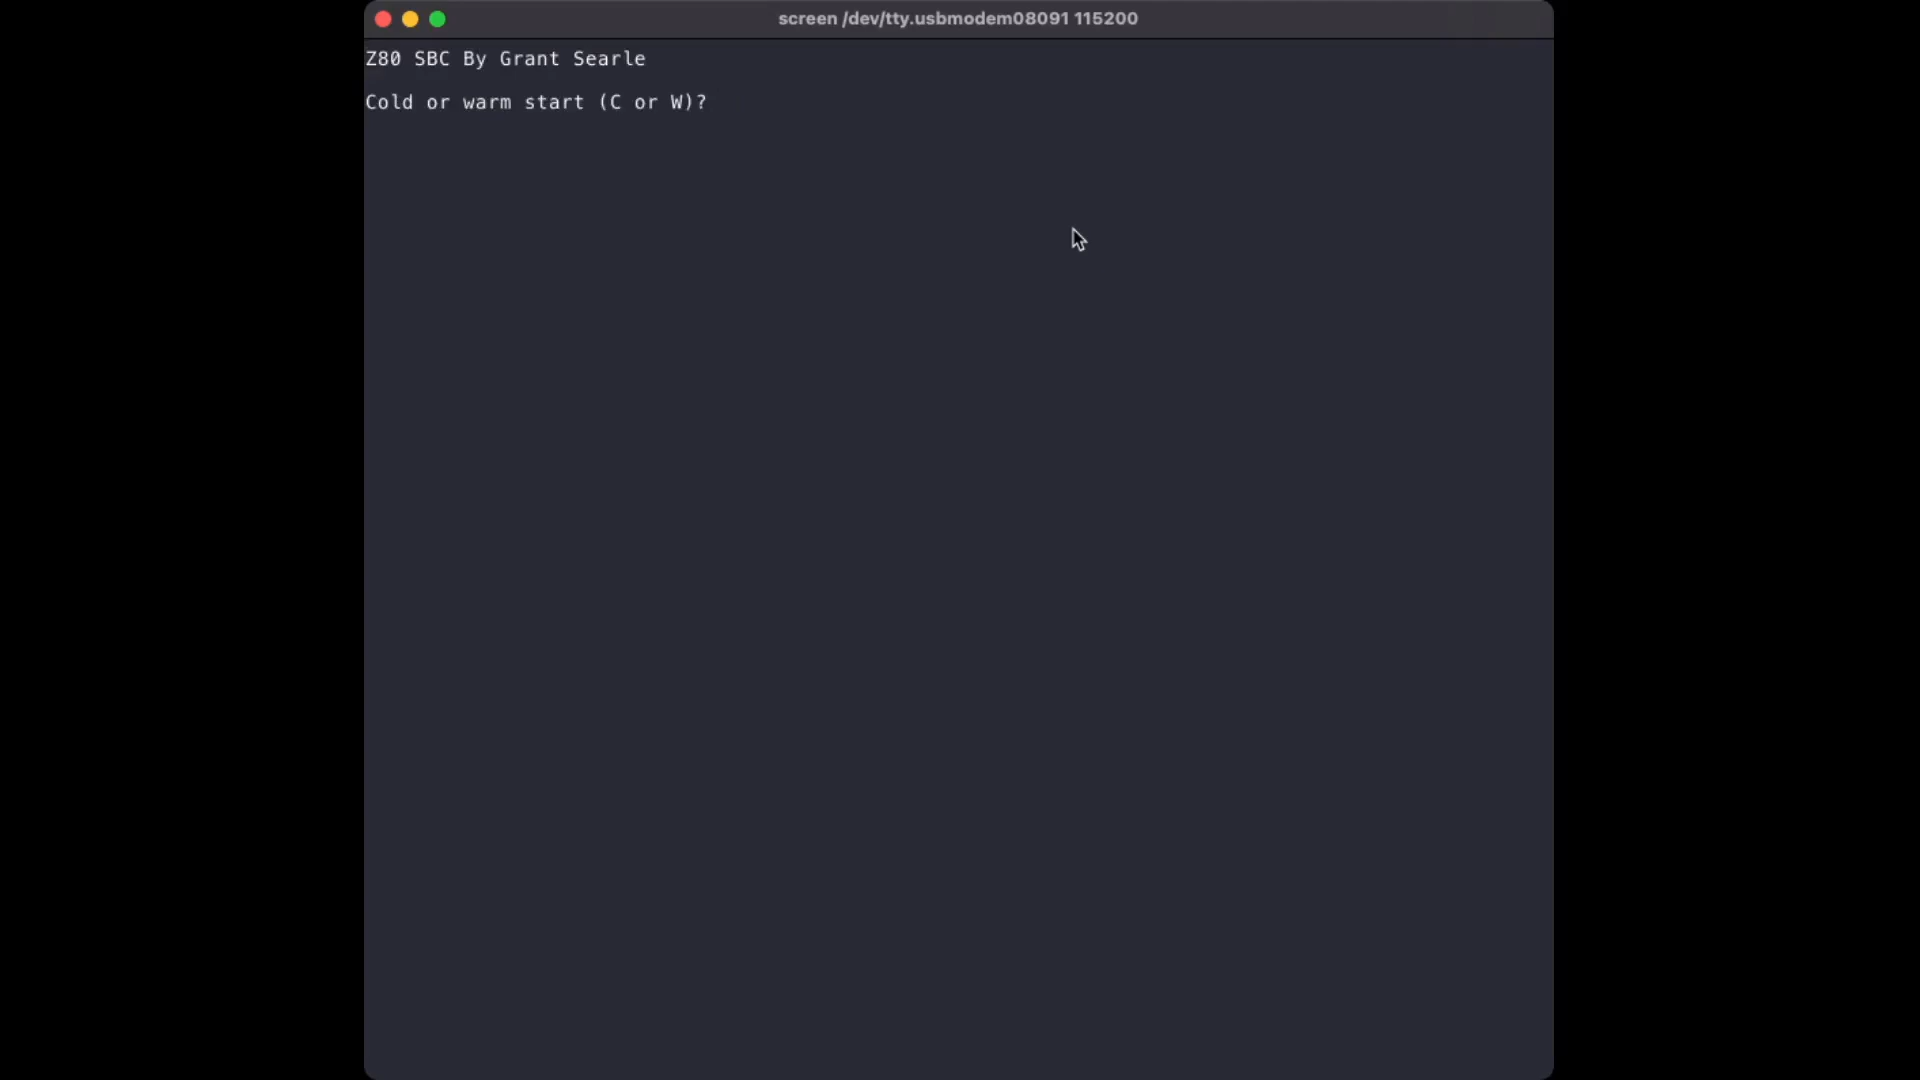 screen /dev/tty.usbmodem08091 115200
Z80 SBC By Grant Searle
Cold or warm start (C or W)?